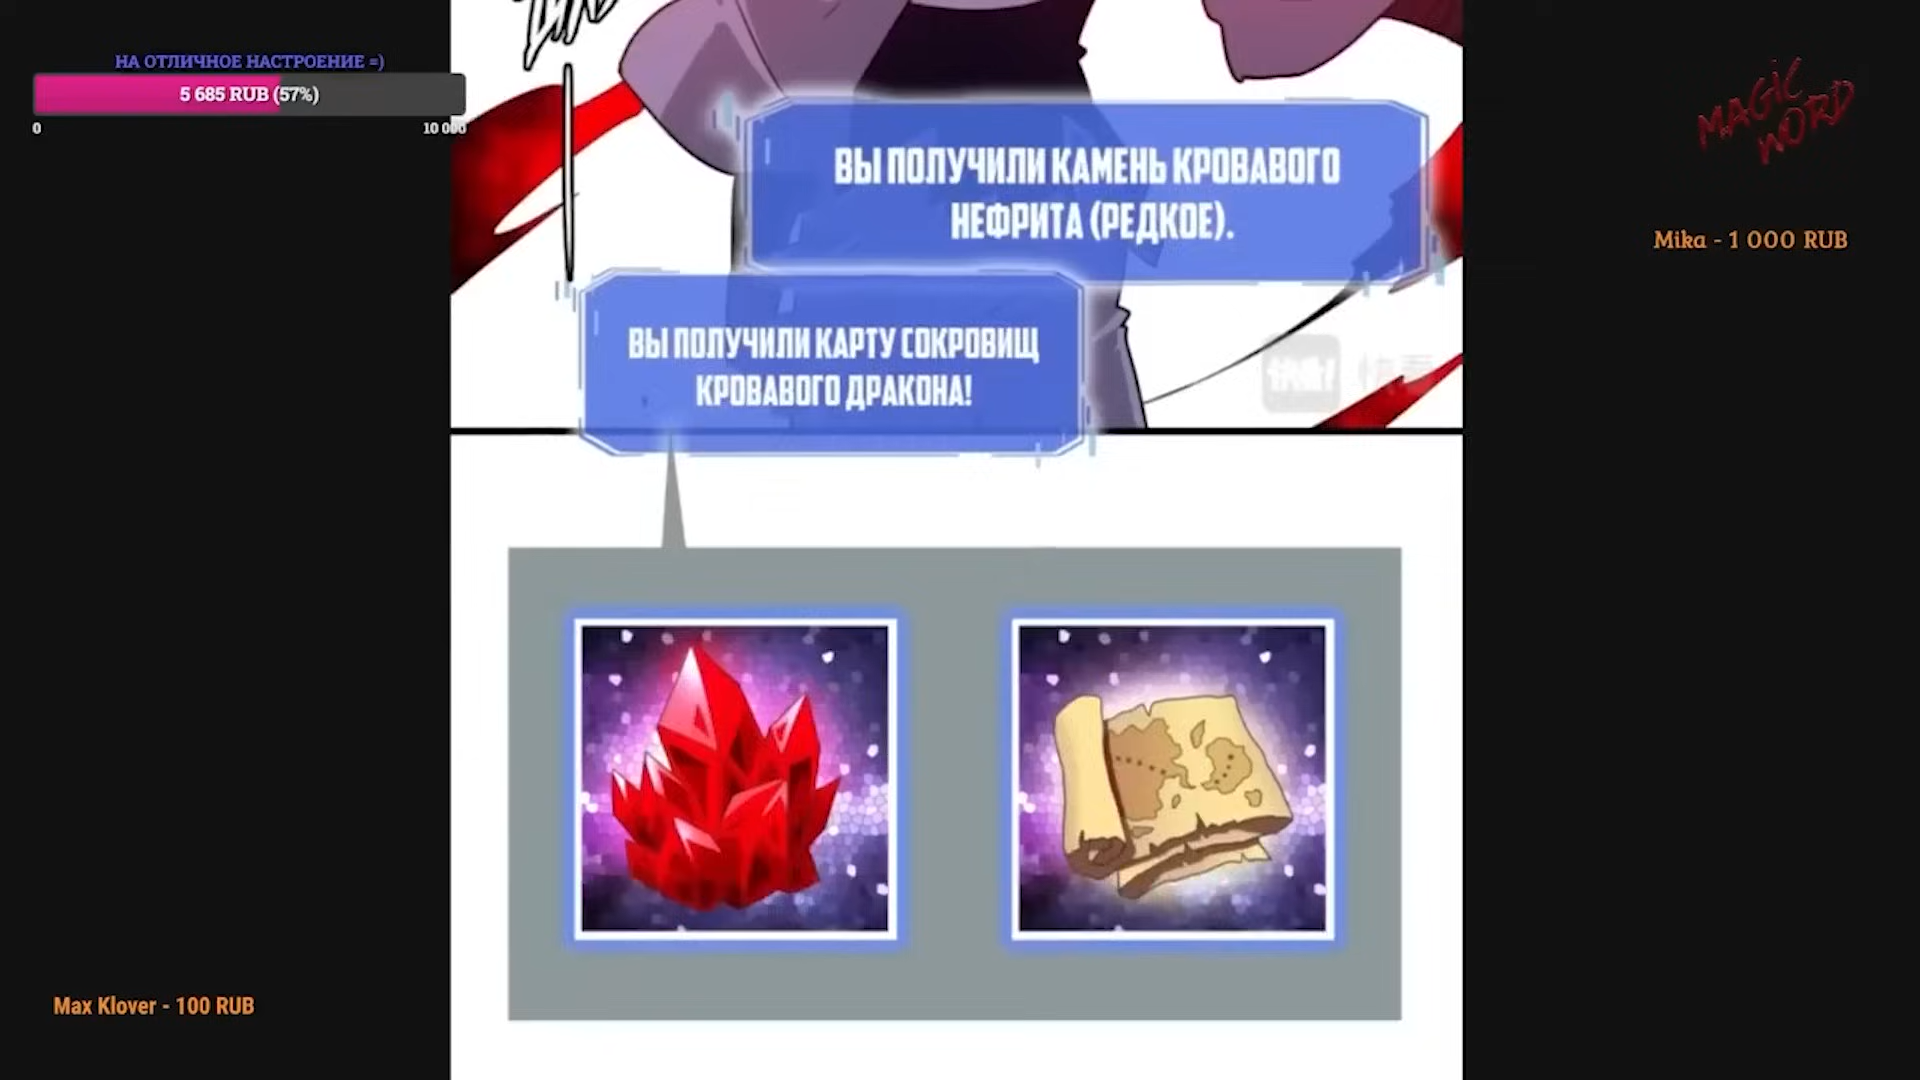 НА ОТЛИЧНОЕ НАСТРОЕНИЕ =)
5 685 RUB (57%)
0
10 000
MAGIC
WORD
ВЫ ПОЛУЧИЛИ КАМЕНЬ КРОВАВОГО
НЕФРИТА (РЕДКОЕ).
Mika - 1 000 RUB
ВЫ ПОЛУЧИЛИ КАРТУ СОКРОВИЩ
КРОВАВОГО ДРАКОНА!
Max Klover - 100 RUB